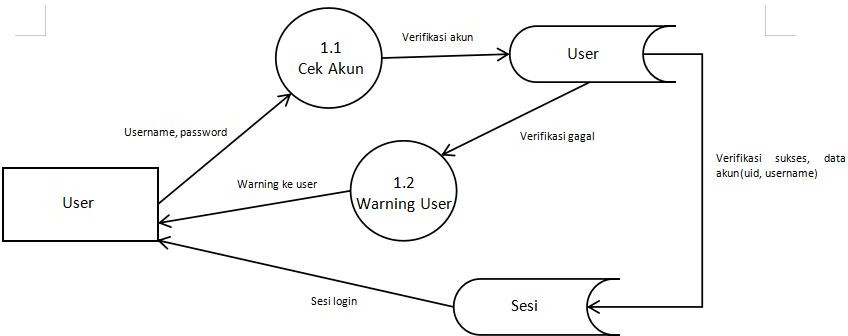 1.1
Cek Akun
Verifikasi akun
User
Username, password
Verifikasi gagal
Verifikasi sukses, data
akun(uid, username)
1.2
Warning User
Warning ke user
User
Sesi login
Sesi